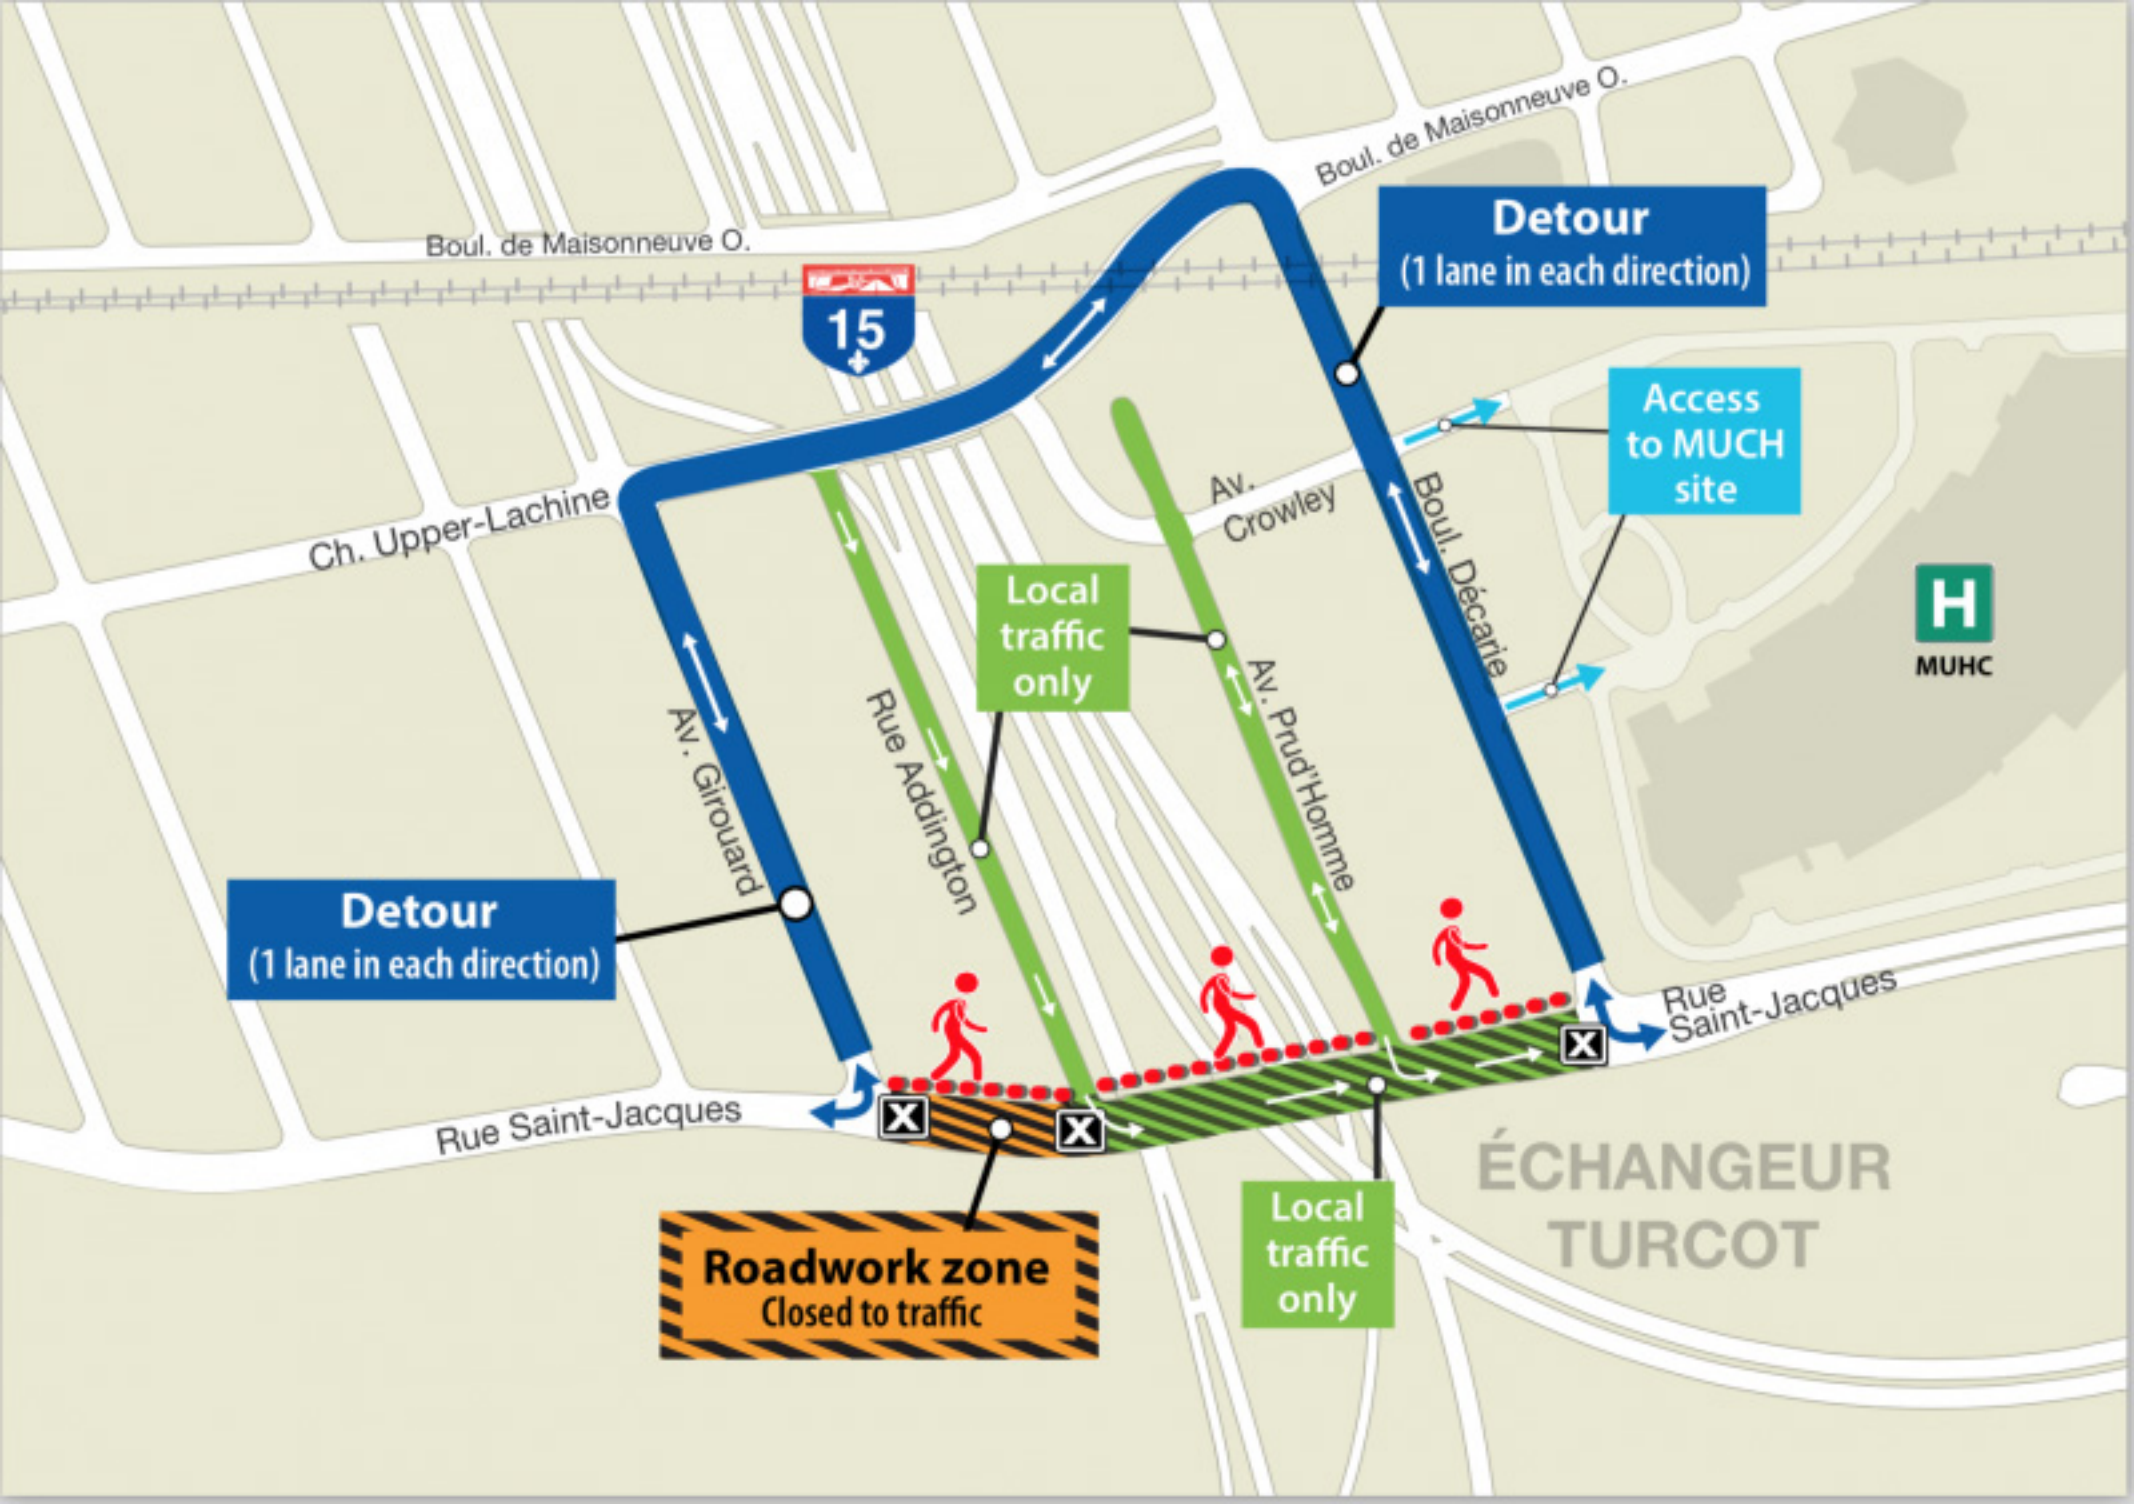 Boul. de Maisonneuve O.
Boul. de Maisonneuve O.
Detour
(1 lane in each direction)
15
Access
to MUCH
site
Av.
Crowley
Boul. Décarie
Ch. Upper-Lachine
Local
traffic
only
H
MUHC
Av. Girouard
Rue Addington
Av. Prud'Homme
Detour
(1 lane in each direction)
Rue
Saint-Jacques
X
X
X
Rue Saint-Jacques
Roadwork zone
Closed to traffic
Local
traffic
only
ÉCHANGEUR
TURCOT